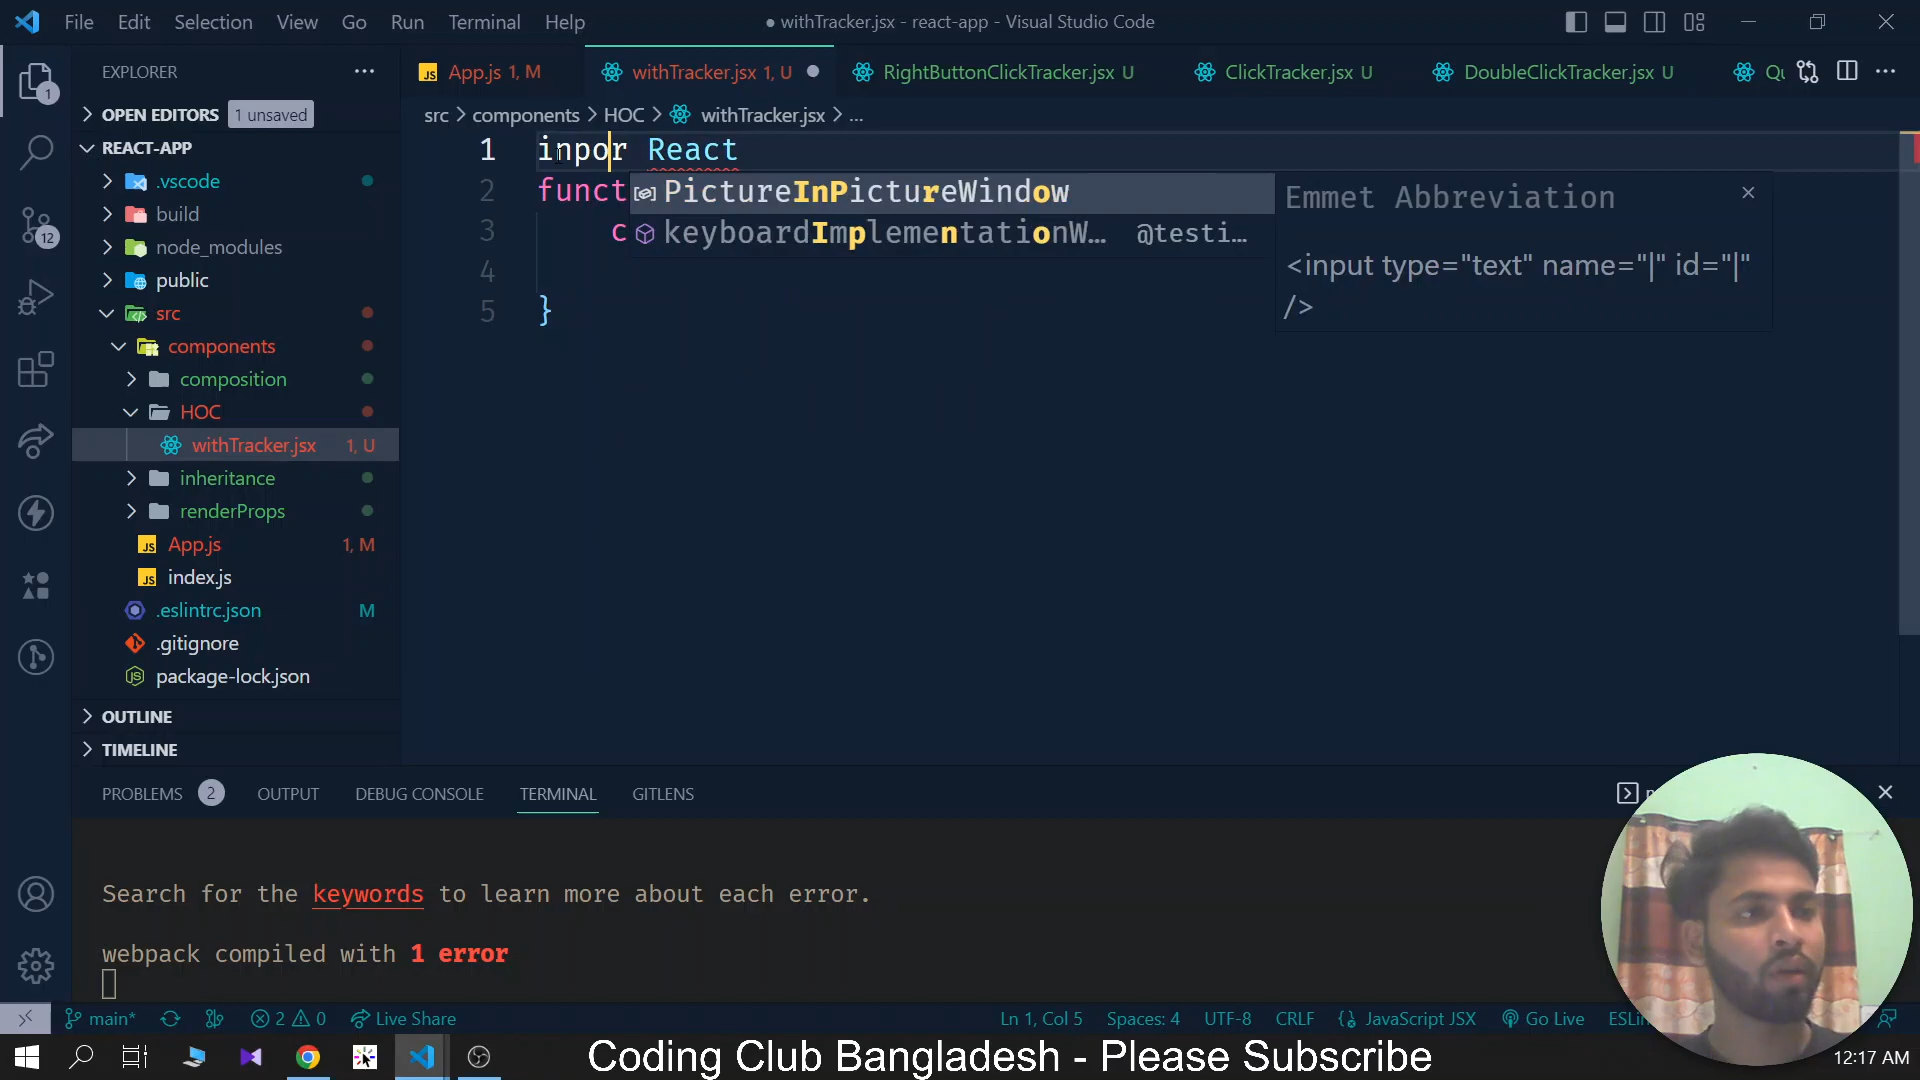 File Edit Selection View Go Run Terminal Help
● withTracker.jsx - react-app - Visual Studio Code
EXPLORER
App.js 1, M
withTracker.jsx 1, U
RightButtonClickTracker.jsx U
ClickTracker.jsx U
DoubleClickTracker.jsx U
OPEN EDITORS 1 unsaved
src > components > HOC > withTracker.jsx > ...
REACT-APP
.vscode
build
node_modules
public
src
components
composition
HOC
withTracker.jsx 1, U
inheritance
renderProps
App.js 1, M
index.js
.eslintrc.json M
.gitignore
package-lock.json
OUTLINE
TIMELINE
1
12
1 inpor React
2 funct
3 c
4
5 }
PictureInPictureWindow
keyboardImplementationW… @testi…
Emmet Abbreviation
<input type="text" name="|" id="|"
/>
PROBLEMS 2 OUTPUT DEBUG CONSOLE TERMINAL GITLENS
Search for the keywords to learn more about each error.
webpack compiled with 1 error
main* 2 0 Live Share
Ln 1, Col 5 Spaces: 4 UTF-8 CRLF JavaScript JSX Go Live
Coding Club Bangladesh - Please Subscribe
12:17 AM